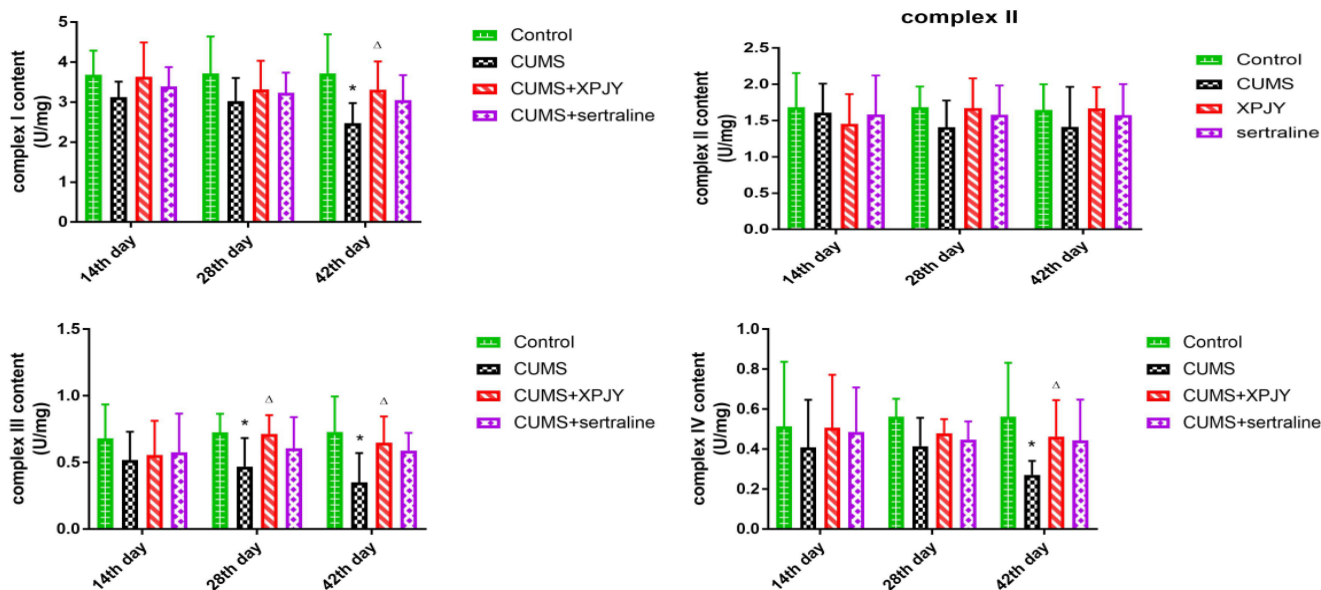 complex I content
(U/mg)
5
4
3
2
1
0
*
Δ
14th day
28th day
42th day
Control
CUMS
CUMS+XPJY
CUMS+sertraline
complex II
complex II content
(U/mg)
2.5
2.0
1.5
1.0
0.5
0.0
14th day
28th day
42th day
Control
CUMS
XPJY
sertraline
complex III content
(U/mg)
1.5
1.0
0.5
0.0
*
Δ
*
Δ
14th day
28th day
42th day
Control
CUMS
CUMS+XPJY
CUMS+sertraline
complex IV content
(U/mg)
1.0
0.8
0.6
0.4
0.2
0.0
*
Δ
14th day
28th day
42th day
Control
CUMS
CUMS+XPJY
CUMS+sertraline